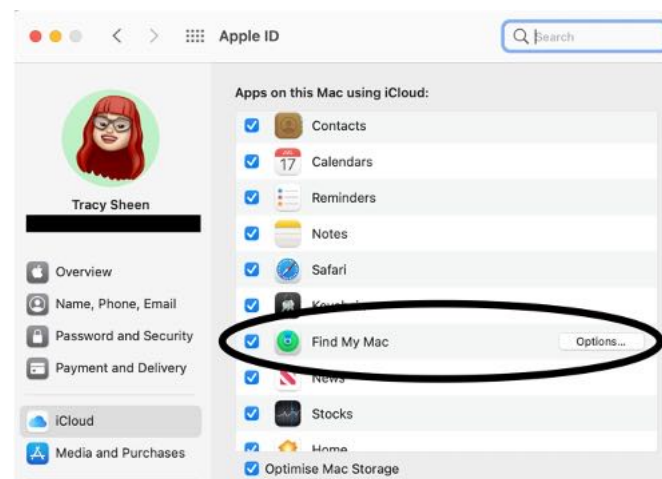 Apple ID
Search
Apps on this Mac using iCloud:
Contacts
JUL
17
Calendars
Reminders
Tracy Sheen
Notes
Overview
Safari
Name, Phone, Email
Password and Security
Find My Mac
Options...
Payment and Delivery
News
iCloud
Stocks
Media and Purchases
Home
Optimise Mac Storage